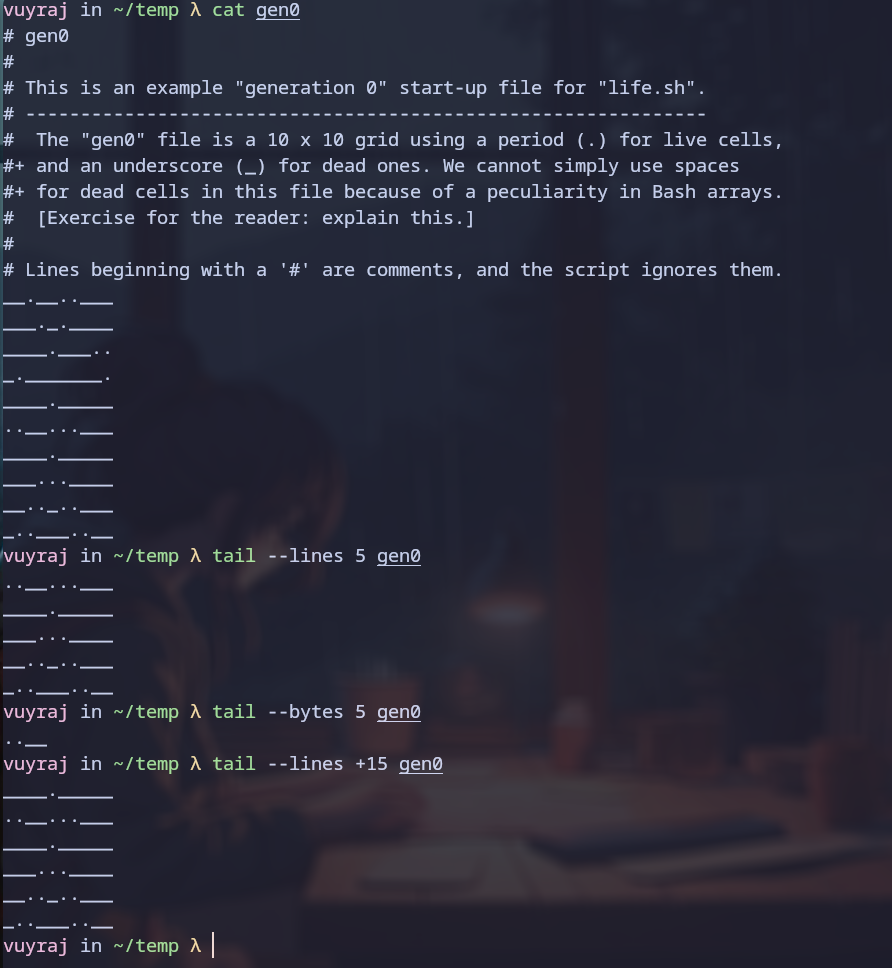 vuyraj in ~/temp λ cat gen0
# gen0
#
# This is an example "generation 0" start-up file for "life.sh".
# --------------------------------------------------------------
#  The "gen0" file is a 10 x 10 grid using a period (.) for live cells,
#+ and an underscore (_) for dead ones. We cannot simply use spaces
#+ for dead cells in this file because of a peculiarity in Bash arrays.
#  [Exercise for the reader: explain this.]
#
# Lines beginning with a '#' are comments, and the script ignores them.
__.__..___
___._.____
____.___..
_._______.
____._____
..__...___
____._____
___...____
__.._..___
_..___..__
vuyraj in ~/temp λ tail --lines 5 gen0
..__...___
____._____
___...____
__.._..___
_..___..__
vuyraj in ~/temp λ tail --bytes 5 gen0
..__
vuyraj in ~/temp λ tail --lines +15 gen0
____._____
..__...___
____._____
___...____
__.._..___
_..___..__
vuyraj in ~/temp λ